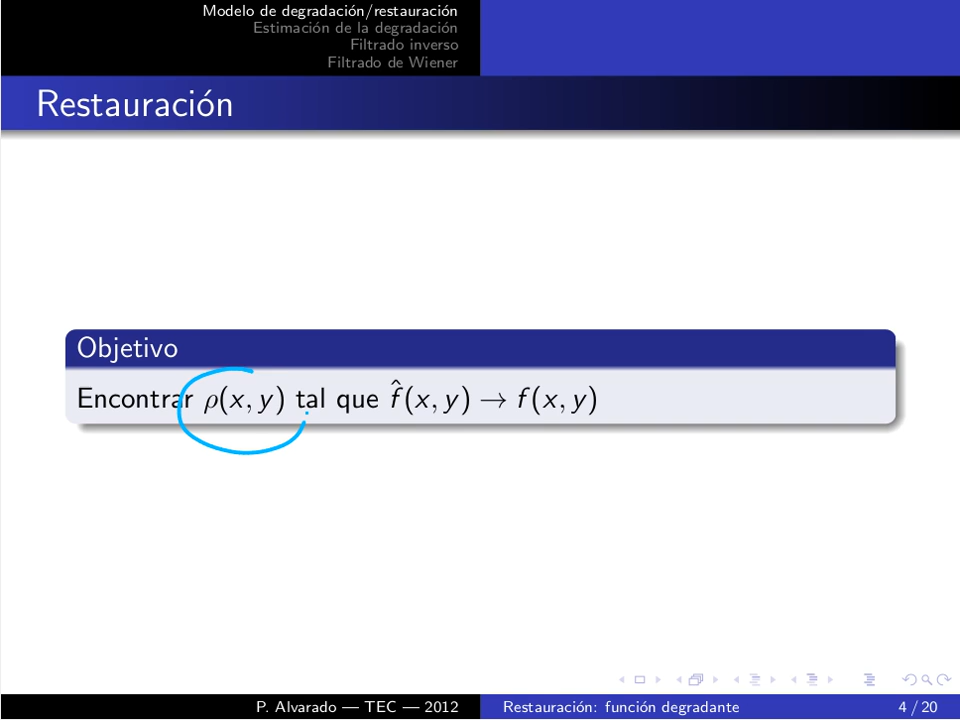 Modelo de degradación/restauración
Estimación de la degradación
Filtrado inverso
Filtrado de Wiener
Restauración
Objetivo
Encontrar ρ(x, y) tal que f̂(x, y) → f(x, y)
P. Alvarado — TEC — 2012
Restauración: función degradante
4 / 20